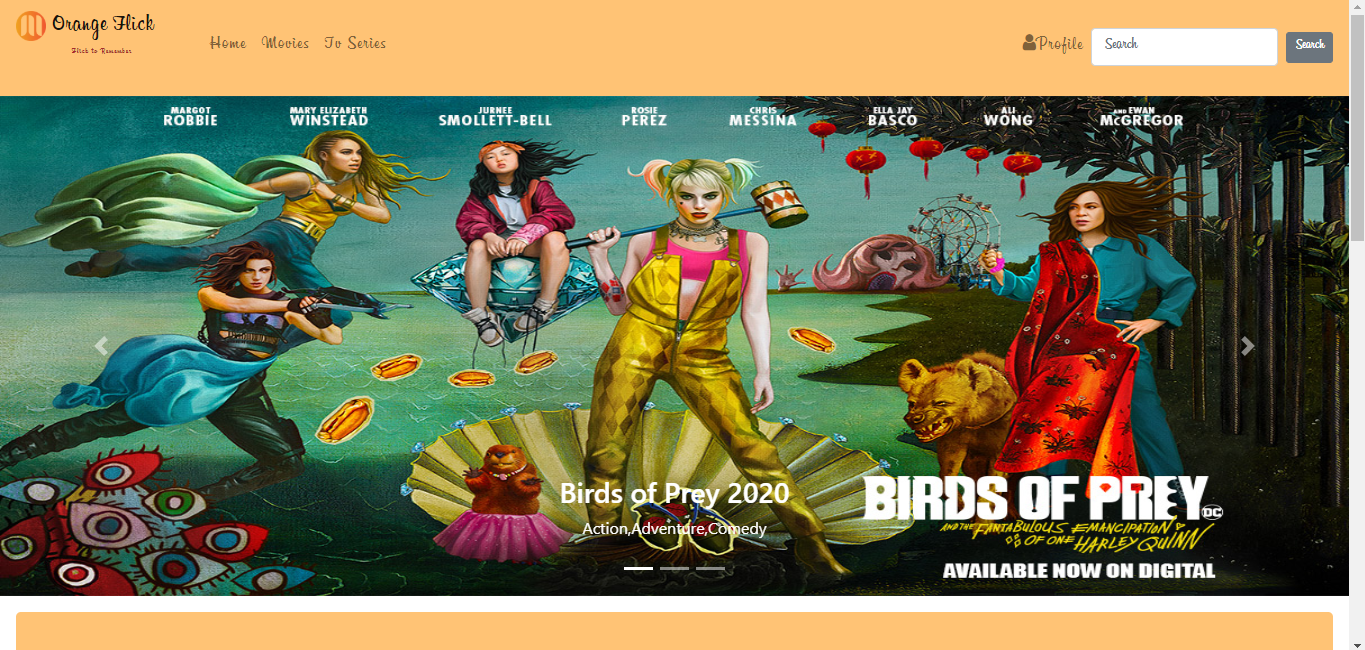 Orange Flick
Flick to Remember
Home Movies Tv Series
Profile Search Search
MARGOT ROBBIE
MARY ELIZABETH WINSTEAD
JURNEE SMOLLETT-BELL
ROSIE PEREZ
CHRIS MESSINA
ELLA JAY BASCO
ALI WONG
AND EWAN McGREGOR
Birds of Prey 2020
Action,Adventure,Comedy
BIRDS OF PREY
DC
AND THE FANTABULOUS EMANCIPATION
OF ONE HARLEY QUINN
AVAILABLE NOW ON DIGITAL